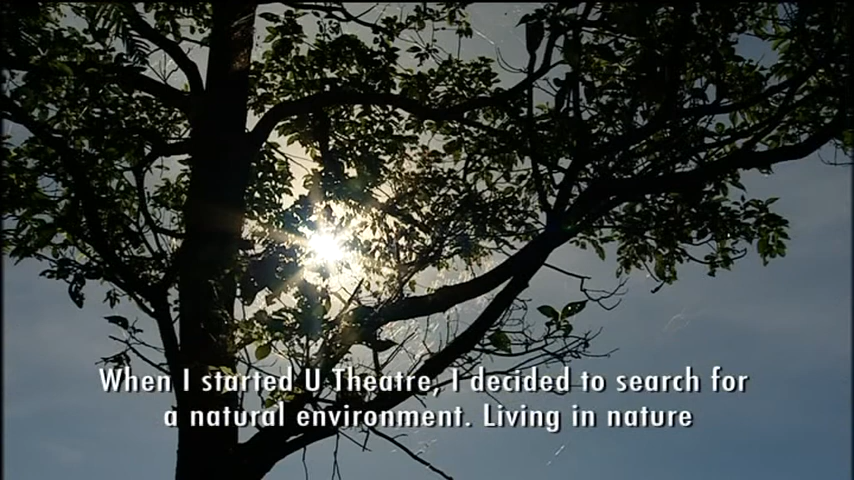 When I started U Theatre, I decided to search for
a natural environment. Living in nature